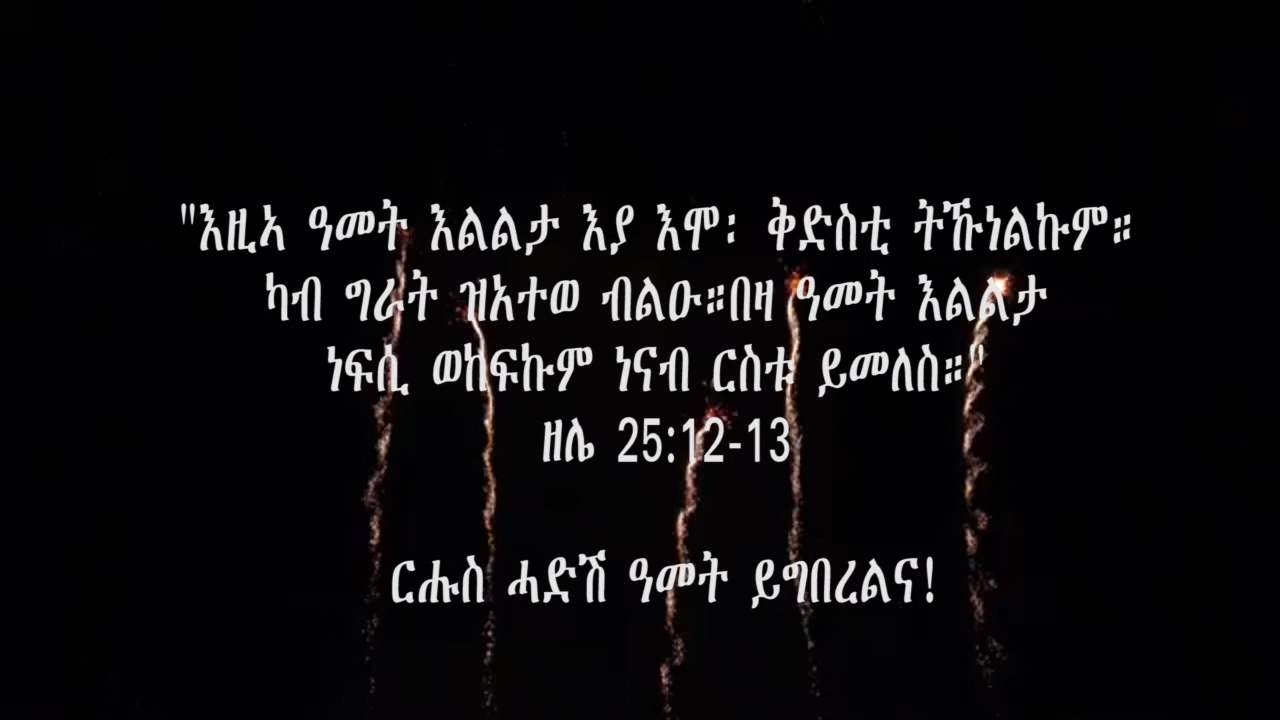 "እዚኣ ዓመት እልልታ እያ እሞ፡ ቅድስቲ ትኹነልኩም።
ካብ ግራት ዝአተወ ብልዑ።በዛ ዓመት እልልታ
ነፍሲ ወከፍኩም ነናብ ርስቱ ይመለስ።"
ዘሌ 25:12-13
ርሑስ ሓድሽ ዓመት ይግበረልና!